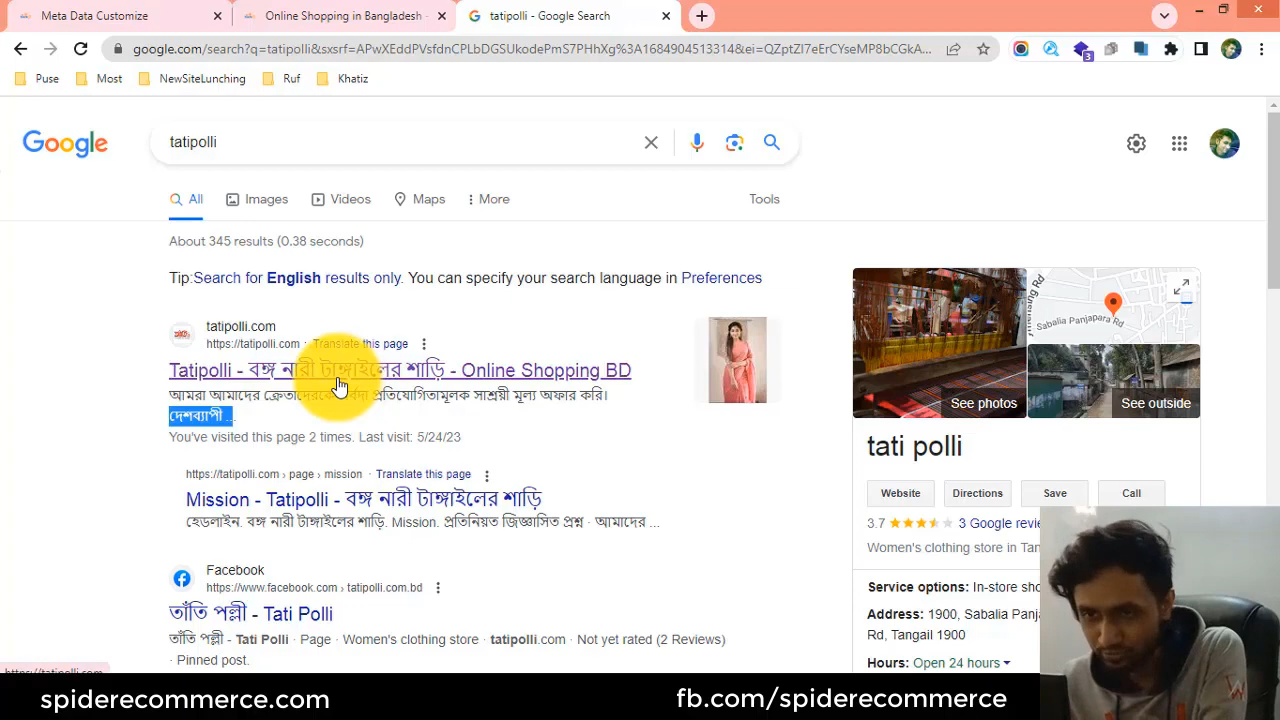 Meta Data Customize
Online Shopping in Bangladesh -
tatipolli - Google Search
google.com/search?q=tatipolli&sxsrf=APwXEddPVsfdnCPLbDGSUkodePmS7PHhXg%3A1684904513314&ei=QZptZI7eErCYseMP8bCGkA...
3
Puse
Most
NewSiteLunching
Ruf
Khatiz
Google
tatipolli
All
Images
Videos
Maps
More
Tools
About 345 results (0.38 seconds)
Tip:Search for English results only. You can specify your search language in Preferences
tatipolli.com
https://tatipolli.com · Translate this page
Tatipolli - বঙ্গ নারী টাঙ্গাইলের শাড়ি - Online Shopping BD
আমরা আমাদের প্রতিযোগিতামূলক সাশ্রয়ী মূল্য অফার করি।
দেশব্যাপী ...
You've visited this page 2 times. Last visit: 5/24/23
https://tatipolli.com › page › mission · Translate this page
Mission - Tatipolli - বঙ্গ নারী টাঙ্গাইলের শাড়ি
হেডলাইন. বঙ্গ নারী টাঙ্গাইলের শাড়ি. Mission. প্রতিনিয়ত জিজ্ঞাসিত প্রশ্ন · আমাদের ...
Facebook
https://www.facebook.com › tatipolli.com.bd
তাঁতি পল্লী - Tati Polli
তাঁতি পল্লী - Tati Polli · Page · Women's clothing store · tatipolli.com · Not yet rated (2 Reviews)
· Pinned post.
https://tatipolli.com
Sabalia Panjapara Rd
See photos
See outside
tati polli
Website
Directions
Save
Call
3.7
3 Google
Women's clothing store in
Service options: In-store
Address: 1900, Sabalia
Rd, Tangail 1900
Hours: Open 24 hours
spiderecommerce.com
fb.com/spiderecommerce